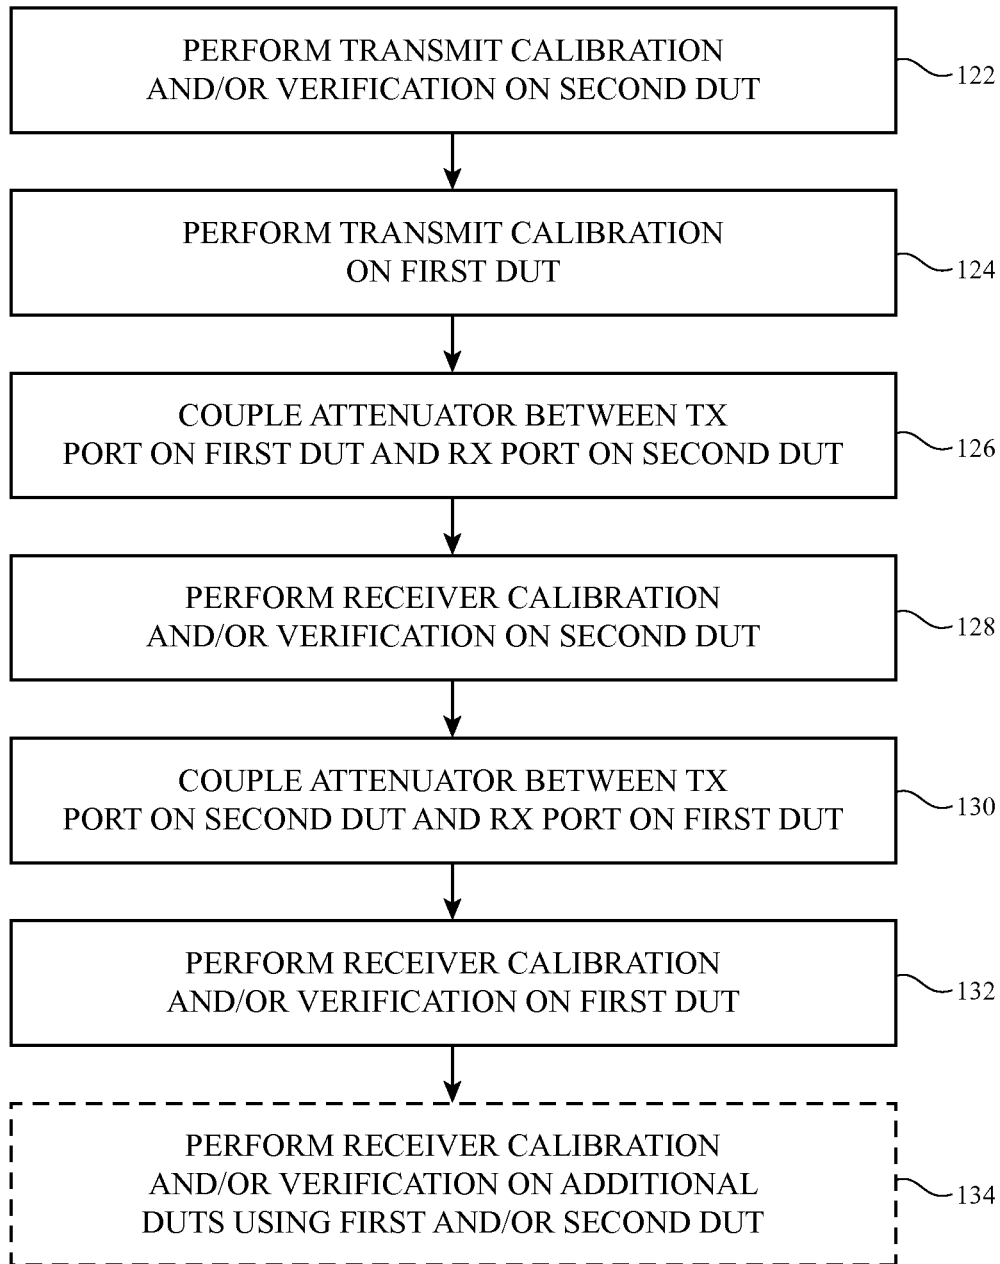 PERFORM TRANSMIT CALIBRATION
AND/OR VERIFICATION ON SECOND DUT
122
PERFORM TRANSMIT CALIBRATION
ON FIRST DUT
124
COUPLE ATTENUATOR BETWEEN TX
PORT ON FIRST DUT AND RX PORT ON SECOND DUT
126
PERFORM RECEIVER CALIBRATION
AND/OR VERIFICATION ON SECOND DUT
128
COUPLE ATTENUATOR BETWEEN TX
PORT ON SECOND DUT AND RX PORT ON FIRST DUT
130
PERFORM RECEIVER CALIBRATION
AND/OR VERIFICATION ON FIRST DUT
132
PERFORM RECEIVER CALIBRATION
AND/OR VERIFICATION ON ADDITIONAL
DUTS USING FIRST AND/OR SECOND DUT
134